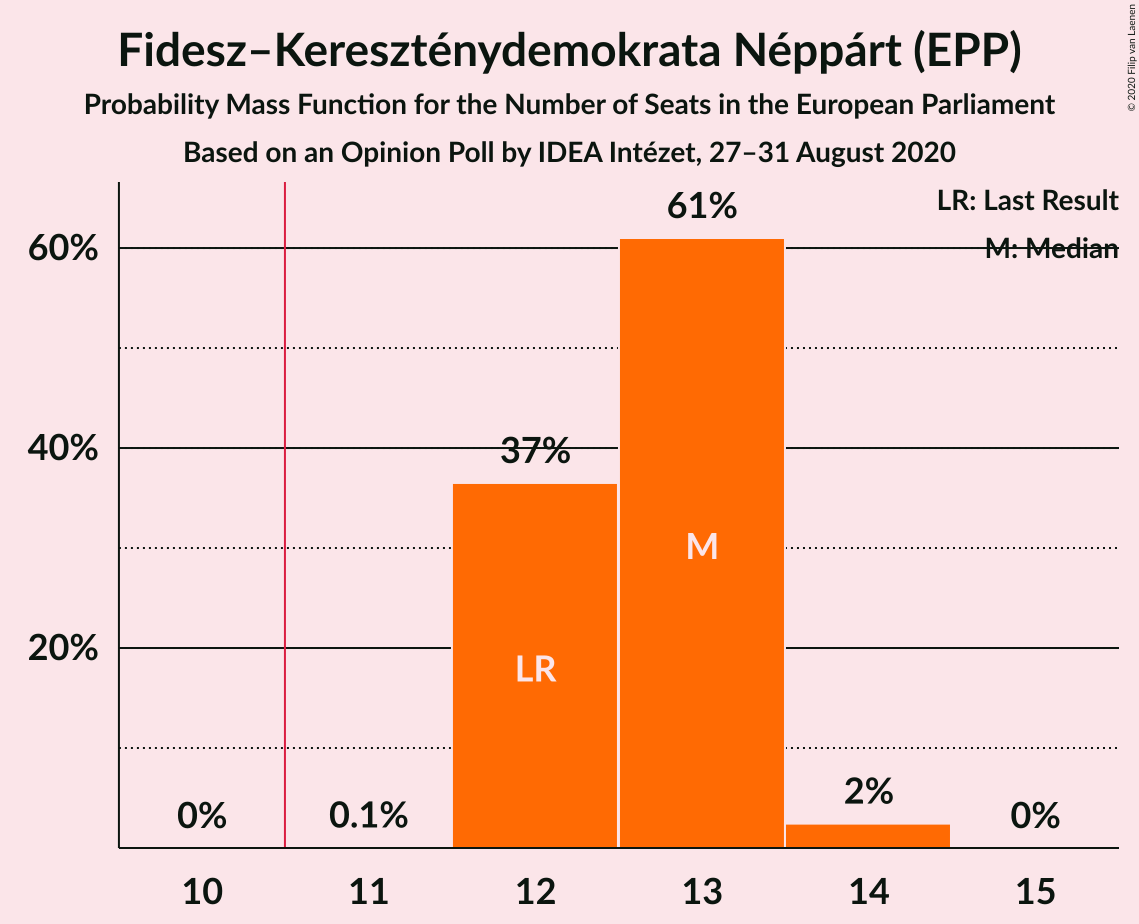 Fidesz–Kereszténydemokrata Néppárt (EPP)
Probability Mass Function for the Number of Seats in the European Parliament
Based on an Opinion Poll by IDEA Intézet, 27–31 August 2020
© 2020 Filip van Laenen
LR: Last Result
M: Median
61%
60%
40%
37%
M
20%
LR
2%
0%
0.1%
0%
10 11 12 13 14 15